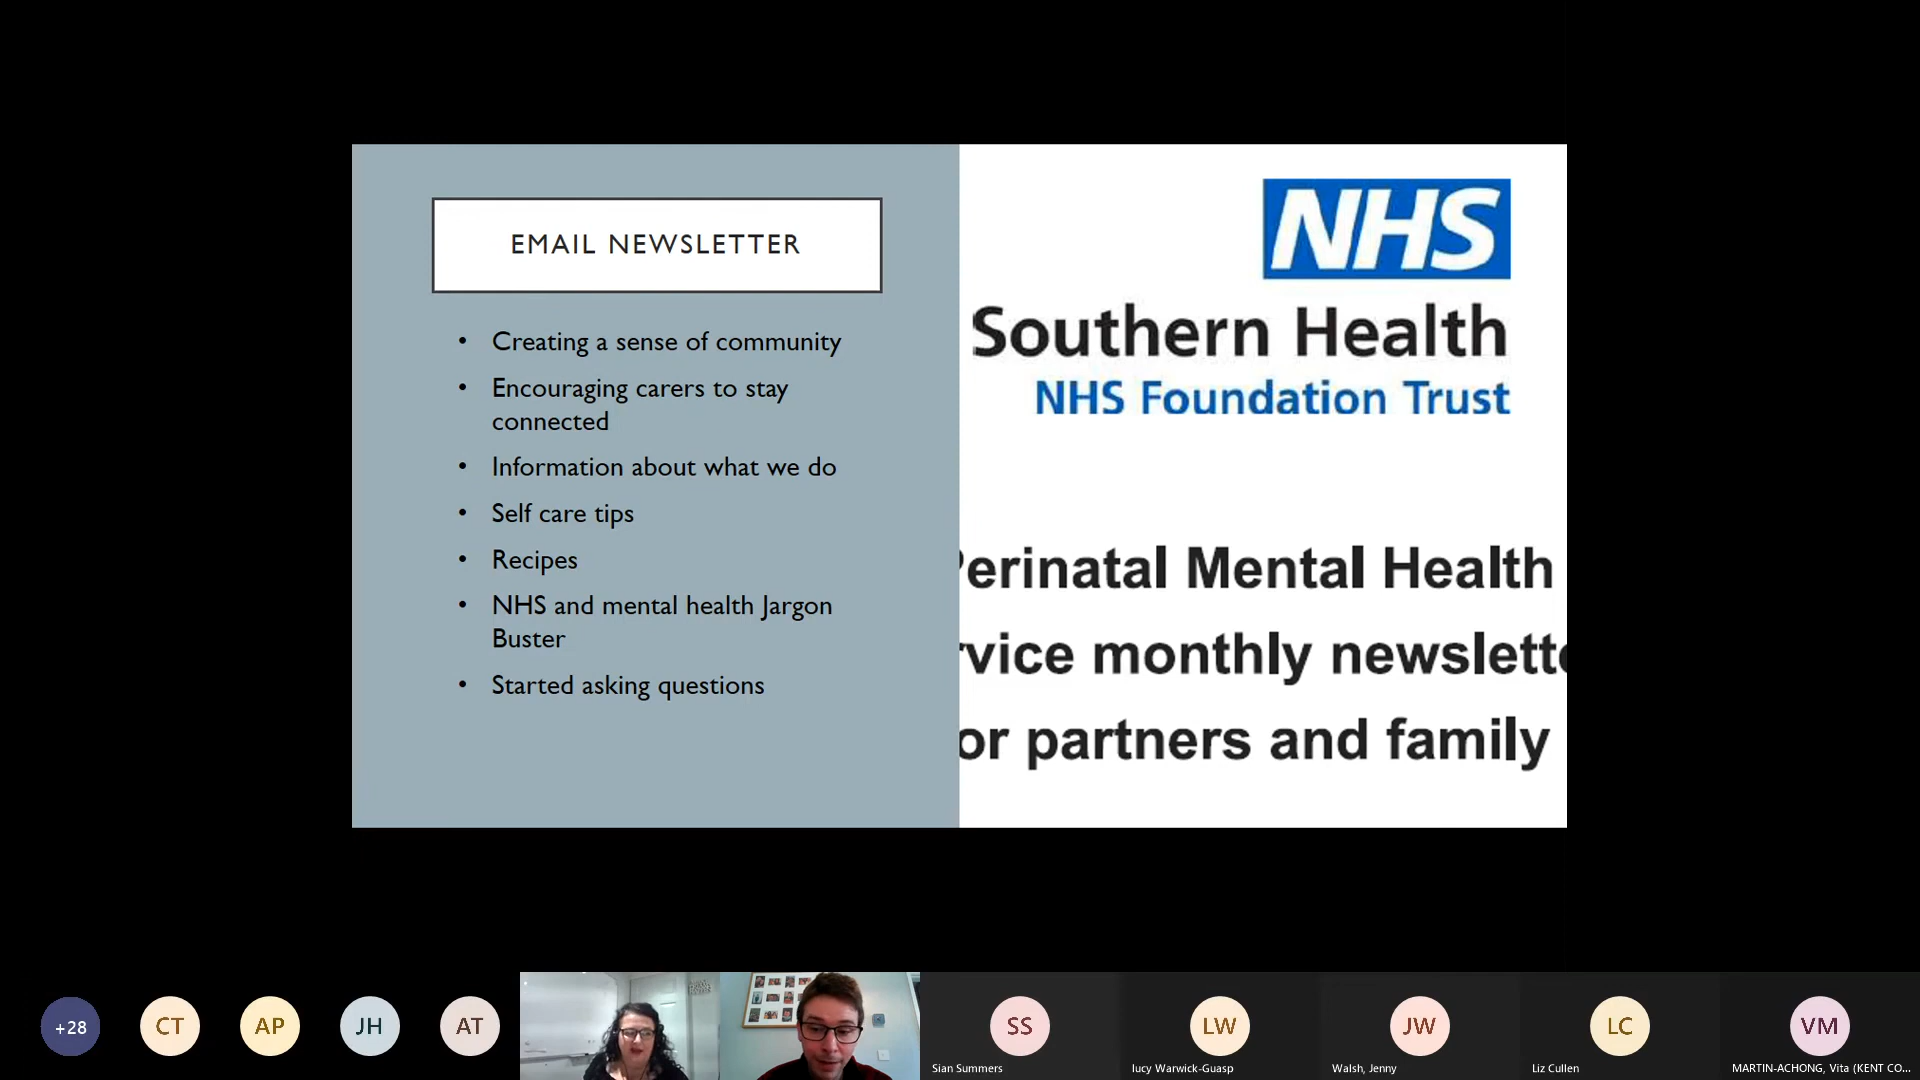 EMAIL NEWSLETTER
• Creating a sense of community
• Encouraging carers to stay
connected
• Information about what we do
• Self care tips
• Recipes
• NHS and mental health Jargon
Buster
• Started asking questions
NHS
Southern Health
NHS Foundation Trust
erinatal Mental Health
rvice monthly newslette
or partners and family
+28
CT
AP
JH
AT
SS
Sian Summers
LW
lucy Warwick-Guasp
JW
Walsh, Jenny
LC
Liz Cullen
VM
MARTIN-ACHONG, Vita (KENT CO...